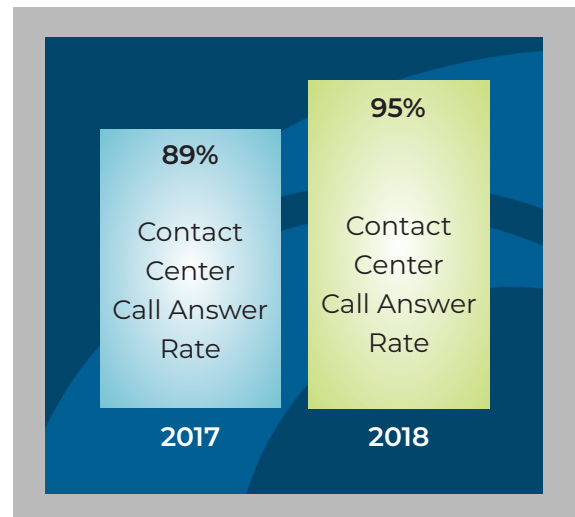 89%
Contact
Center
Call Answer
Rate
2017
95%
Contact
Center
Call Answer
Rate
2018